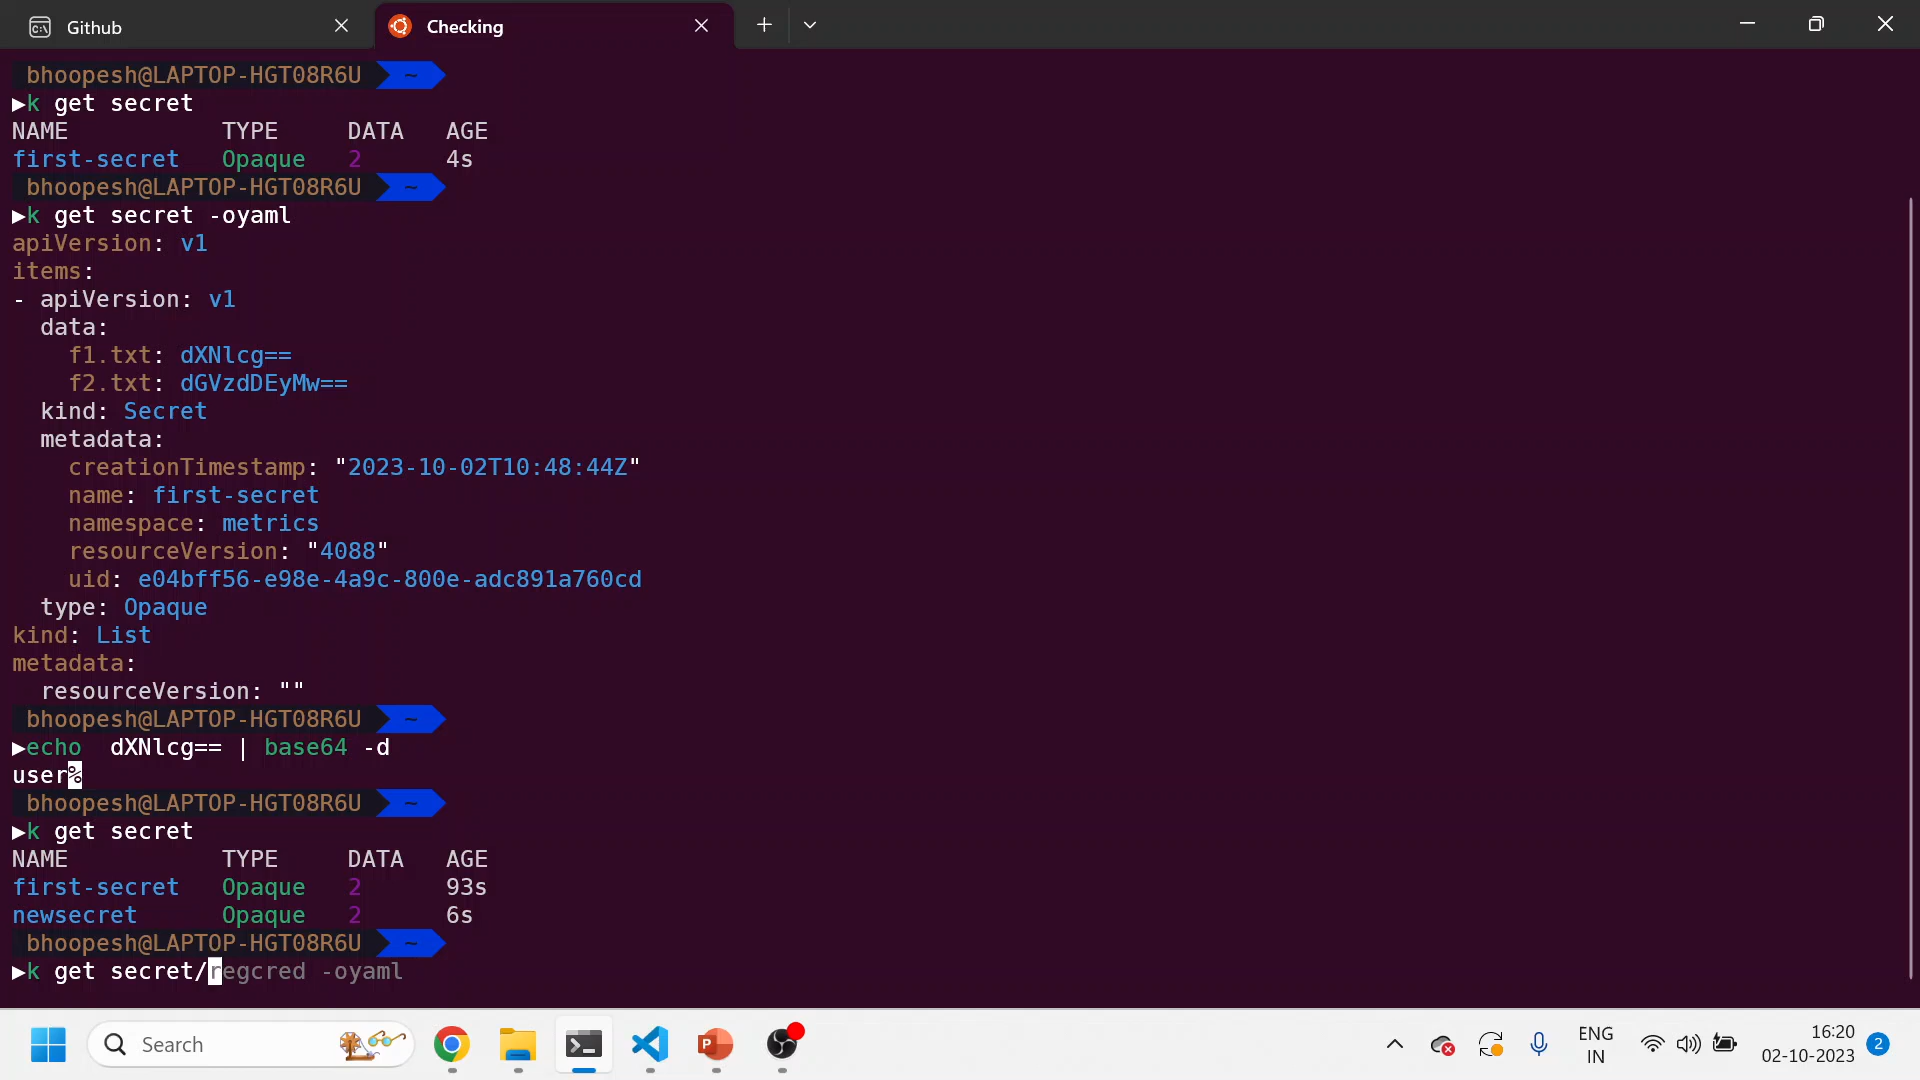 Github
Checking
bhoopesh@LAPTOP-HGT08R6U ~
▶k get secret
NAME TYPE DATA AGE
first-secret Opaque 2 4s
bhoopesh@LAPTOP-HGT08R6U ~
▶k get secret -oyaml
apiVersion: v1
items:
- apiVersion: v1
  data:
    f1.txt: dXNlcg==
    f2.txt: dGVzdDEyMw==
  kind: Secret
  metadata:
    creationTimestamp: "2023-10-02T10:48:44Z"
    name: first-secret
    namespace: metrics
    resourceVersion: "4088"
    uid: e04bff56-e98e-4a9c-800e-adc891a760cd
  type: Opaque
kind: List
metadata:
  resourceVersion: ""
bhoopesh@LAPTOP-HGT08R6U ~
▶echo  dXNlcg== | base64 -d
user%
bhoopesh@LAPTOP-HGT08R6U ~
▶k get secret
NAME TYPE DATA AGE
first-secret Opaque 2 93s
newsecret Opaque 2 6s
bhoopesh@LAPTOP-HGT08R6U ~
▶k get secret/regcred -oyaml
Search
ENG
IN
16:20
02-10-2023
2